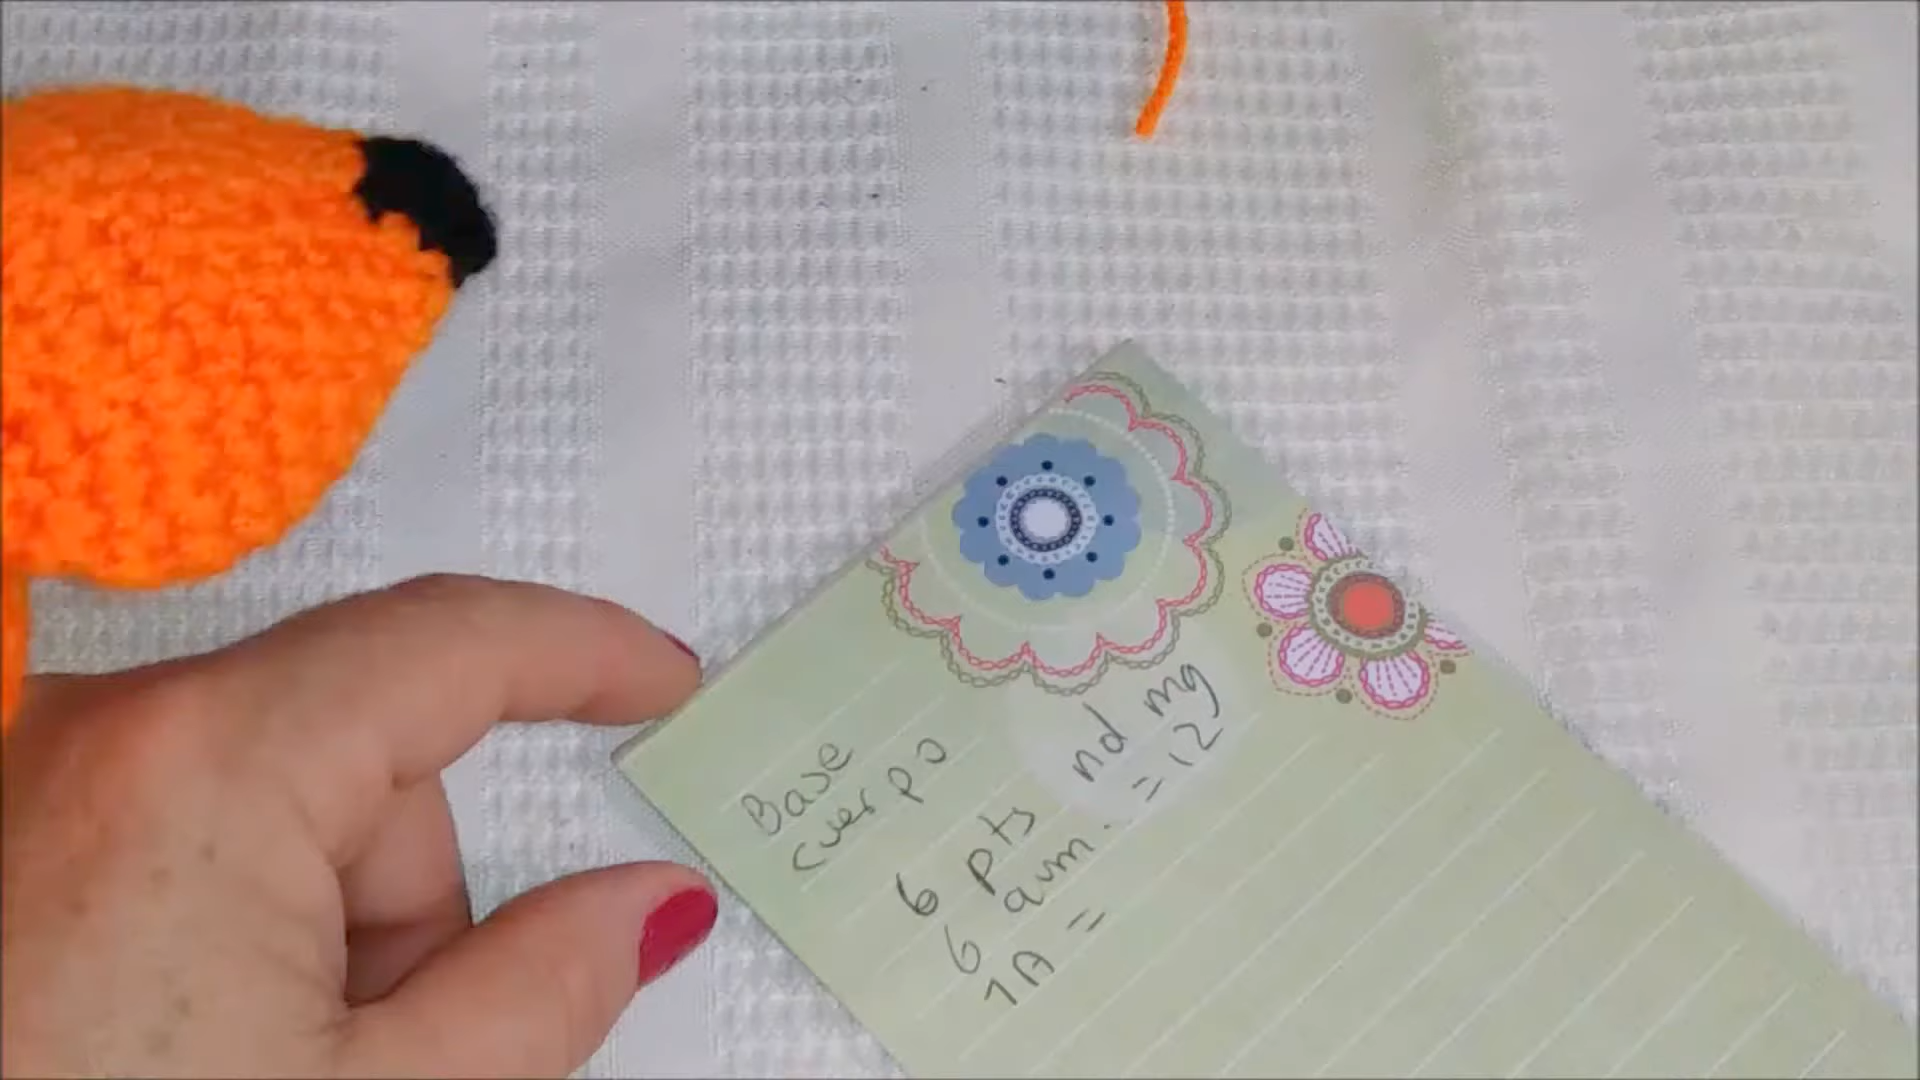 Base
cuerpo
6 pts nd mg
6 aum. = 12
1A =